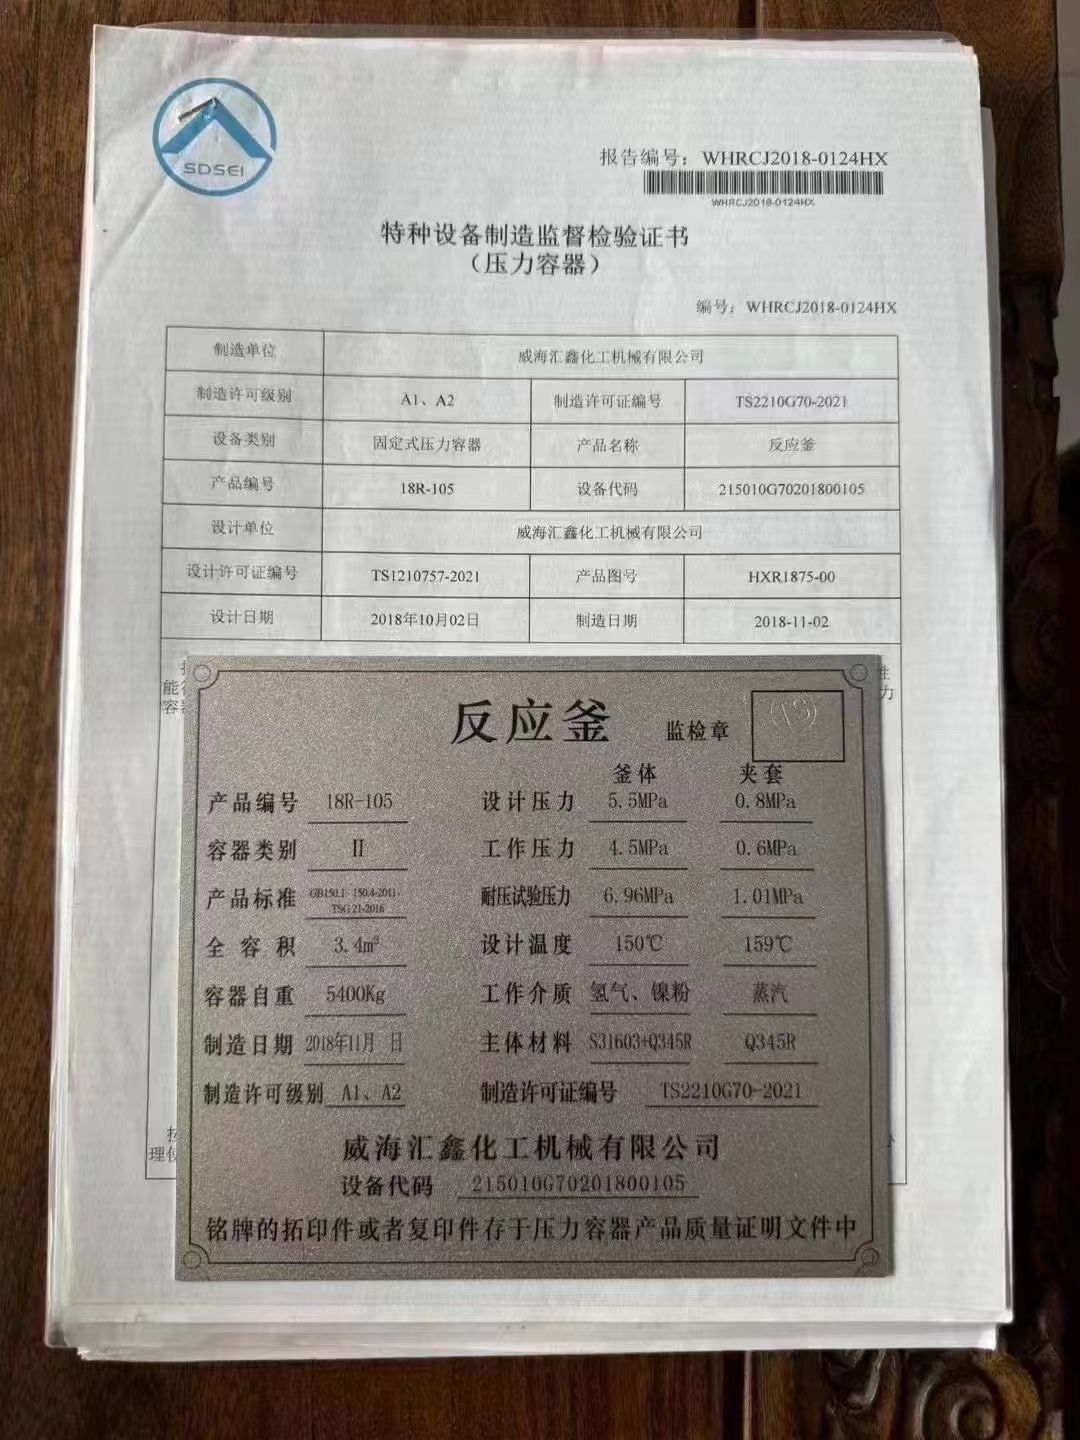 SDSEI
报告编号：WHRCJ2018-0124HX
WHRCJ2018-0124HX
特种设备制造监督检验证书
（压力容器）
编号：WHRCJ2018-0124HX
制造单位 威海汇鑫化工机械有限公司
制造许可级别 A1、A2 制造许可证编号 TS2210G70-2021
设备类别 固定式压力容器 产品名称 反应釜
产品编号 18R-105 设备代码 215010G70201800105
设计单位 威海汇鑫化工机械有限公司
设计许可证编号 TS1210757-2021 产品图号 HXR1875-00
设计日期 2018年10月02日 制造日期 2018-11-02
性
能
力
容
反应釜 监检章
釜体 夹套
产品编号 18R-105 设计压力 5.5MPa 0.8MPa
容器类别 II 工作压力 4.5MPa 0.6MPa
产品标准 GB150.1-150.4-2011、 耐压试验压力 6.96MPa 1.01MPa
TSG 21-2016
全容积 3.4m³ 设计温度 150℃ 159℃
容器自重 5400Kg 工作介质 氢气、镍粉 蒸汽
制造日期 2018年11月 日 主体材料 S31603+Q345R Q345R
制造许可级别 A1、A2 制造许可证编号 TS2210G70-2021
威海汇鑫化工机械有限公司
设备代码 215010G70201800105
铭牌的拓印件或者复印件存于压力容器产品质量证明文件中
理使